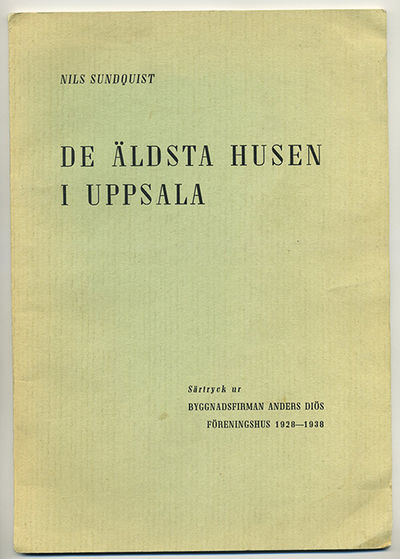 NILS SUNDQUIST
DE ÄLDSTA HUSEN
I UPPSALA
Särtryck ur
BYGGNADSFIRMAN ANDERS DIÖS
FÖRENINGSHUS 1928—1938